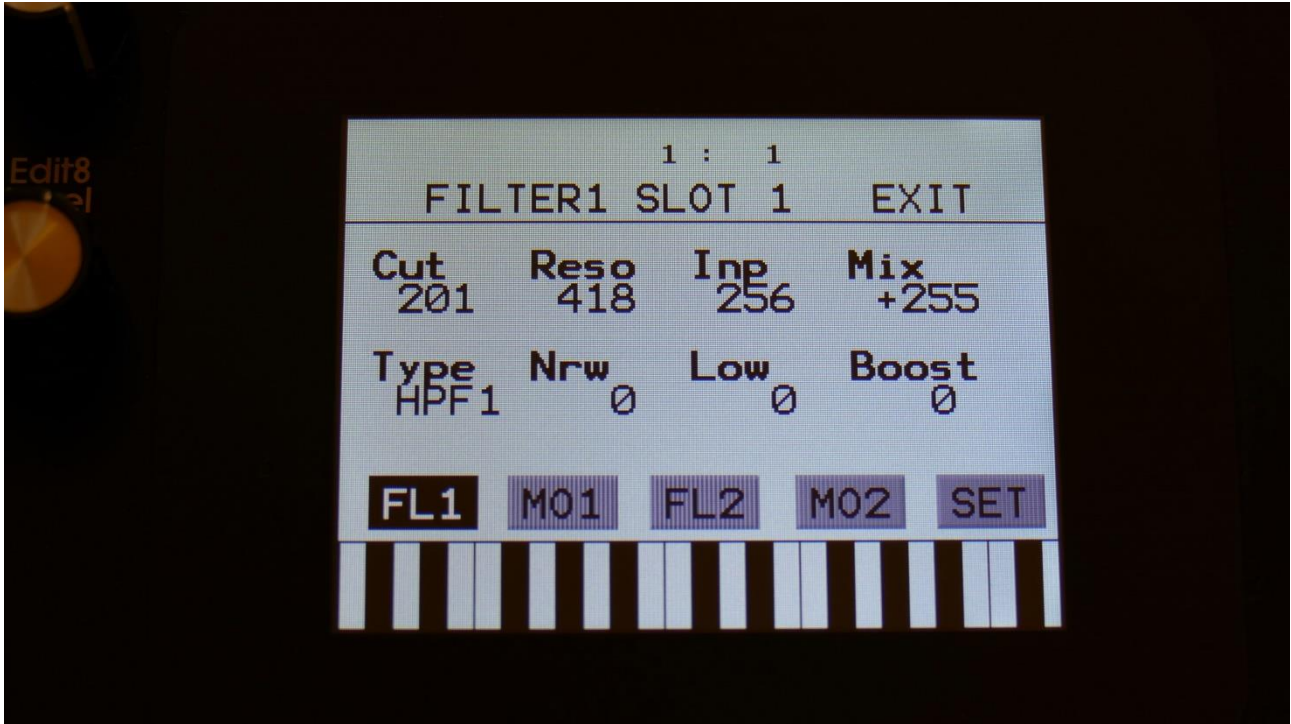 Edit8
1 : 1
FILTER1 SLOT 1 EXIT
Cut Reso Inp Mix
201 418 256 +255
Type Nrw Low Boost
HPF1 0 0 0
FL1 MO1 FL2 MO2 SET